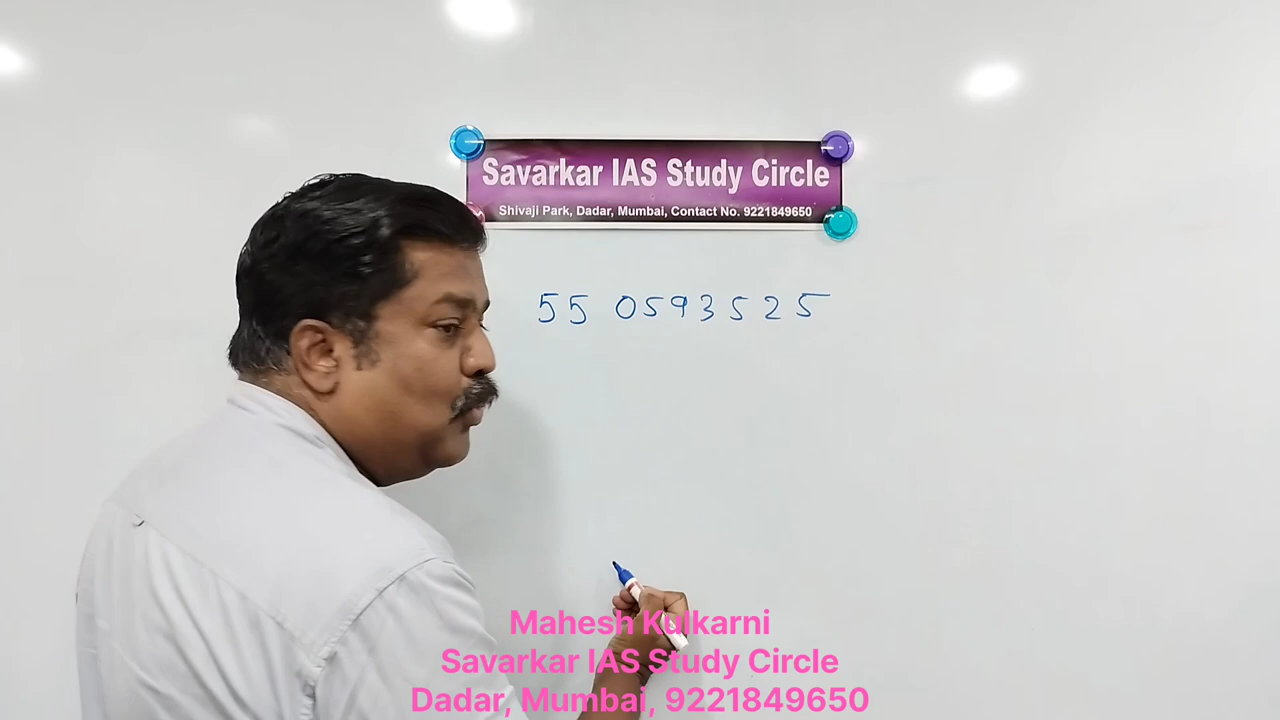 Savarkar IAS Study Circle
Shivaji Park, Dadar, Mumbai, Contact No. 9221849650
55 0593525
Mahesh Kulkarni
Savarkar IAS Study Circle
Dadar, Mumbai, 9221849650